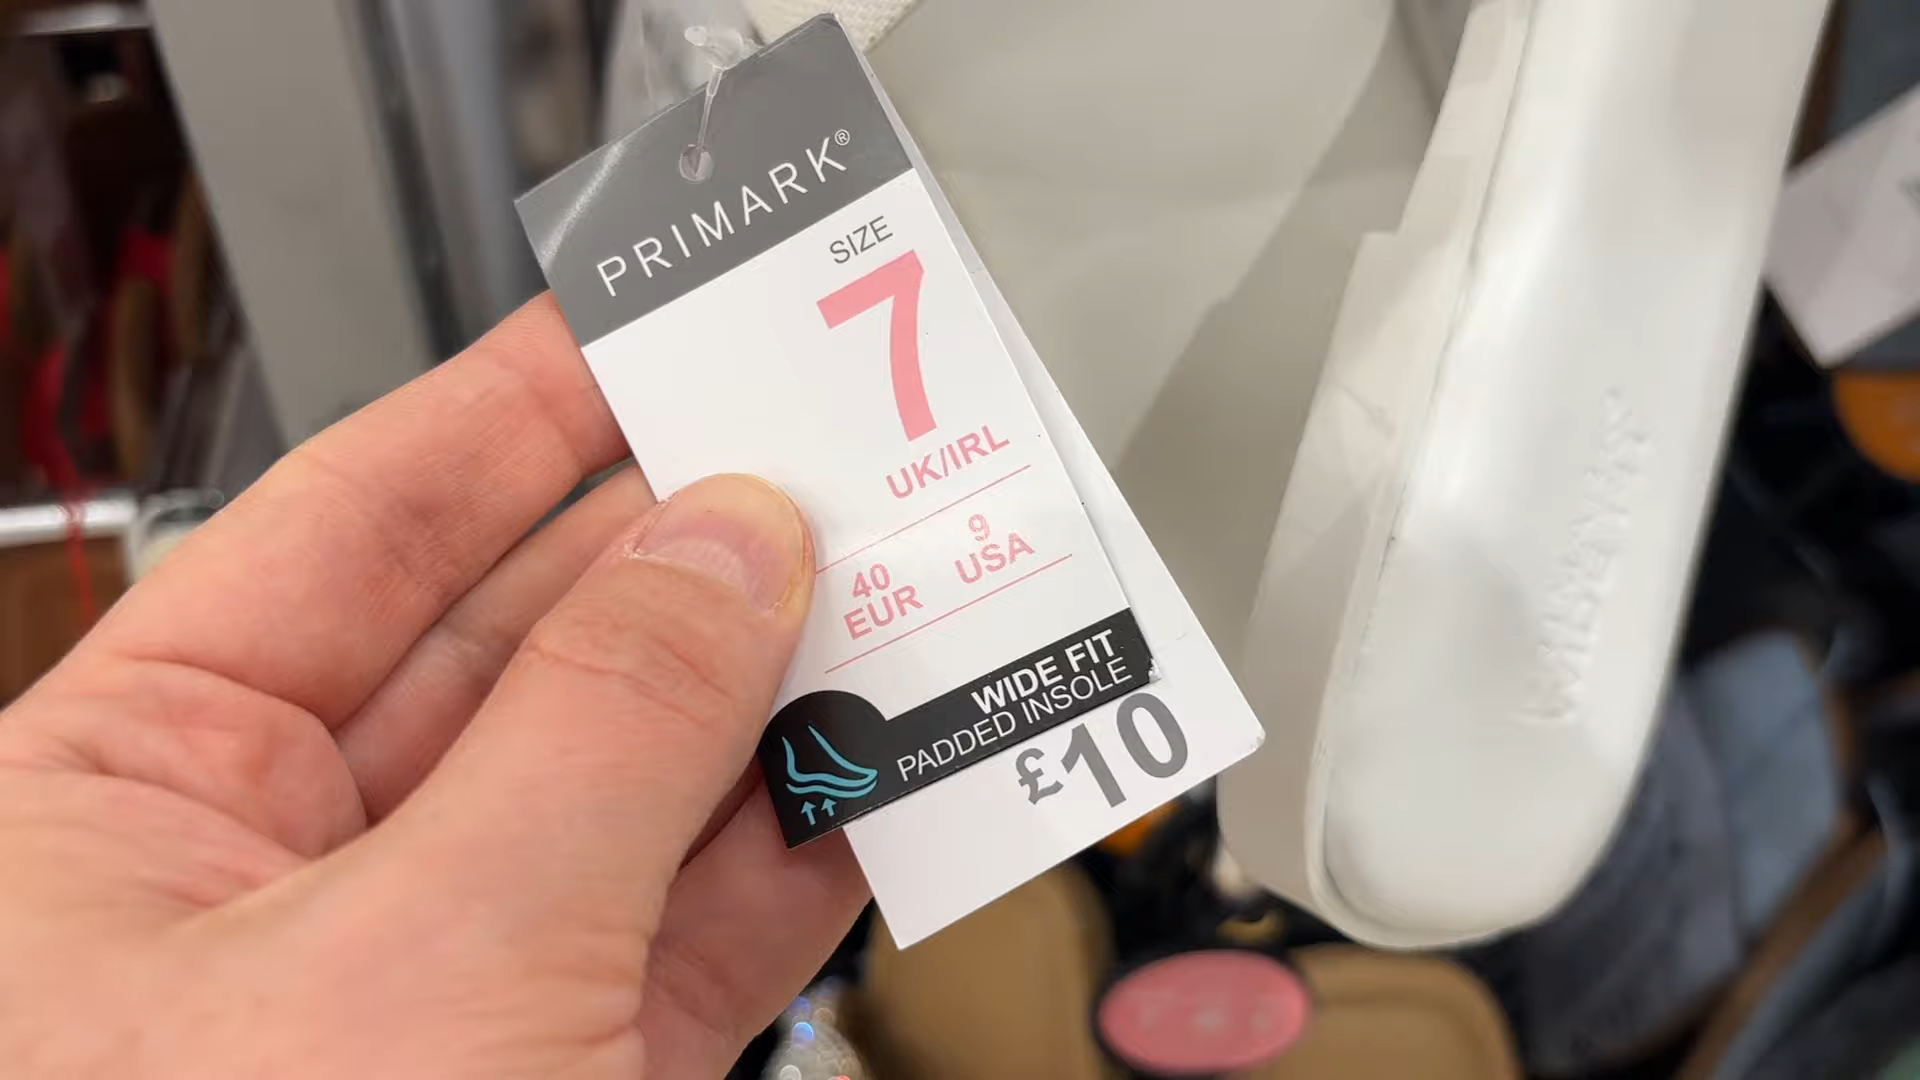 PRIMARK®
SIZE
7
UK/IRL
40
EUR
9
USA
WIDE FIT
PADDED INSOLE
£10